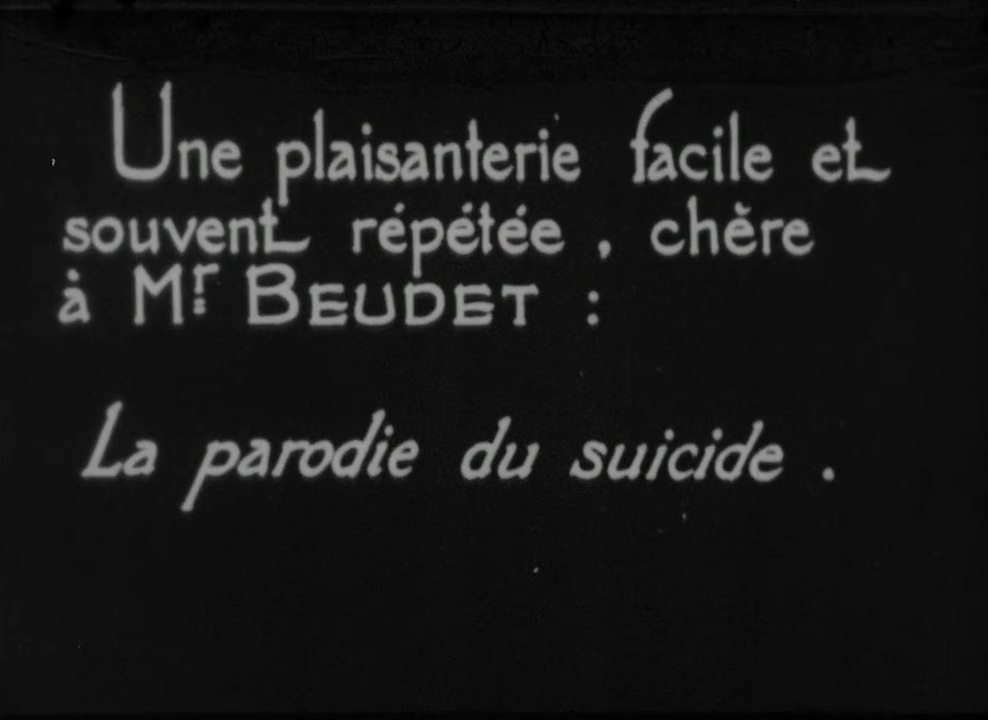 Une plaisanterie facile et
souvent répétée, chère
à Mr BEUDET :
La parodie du suicide.